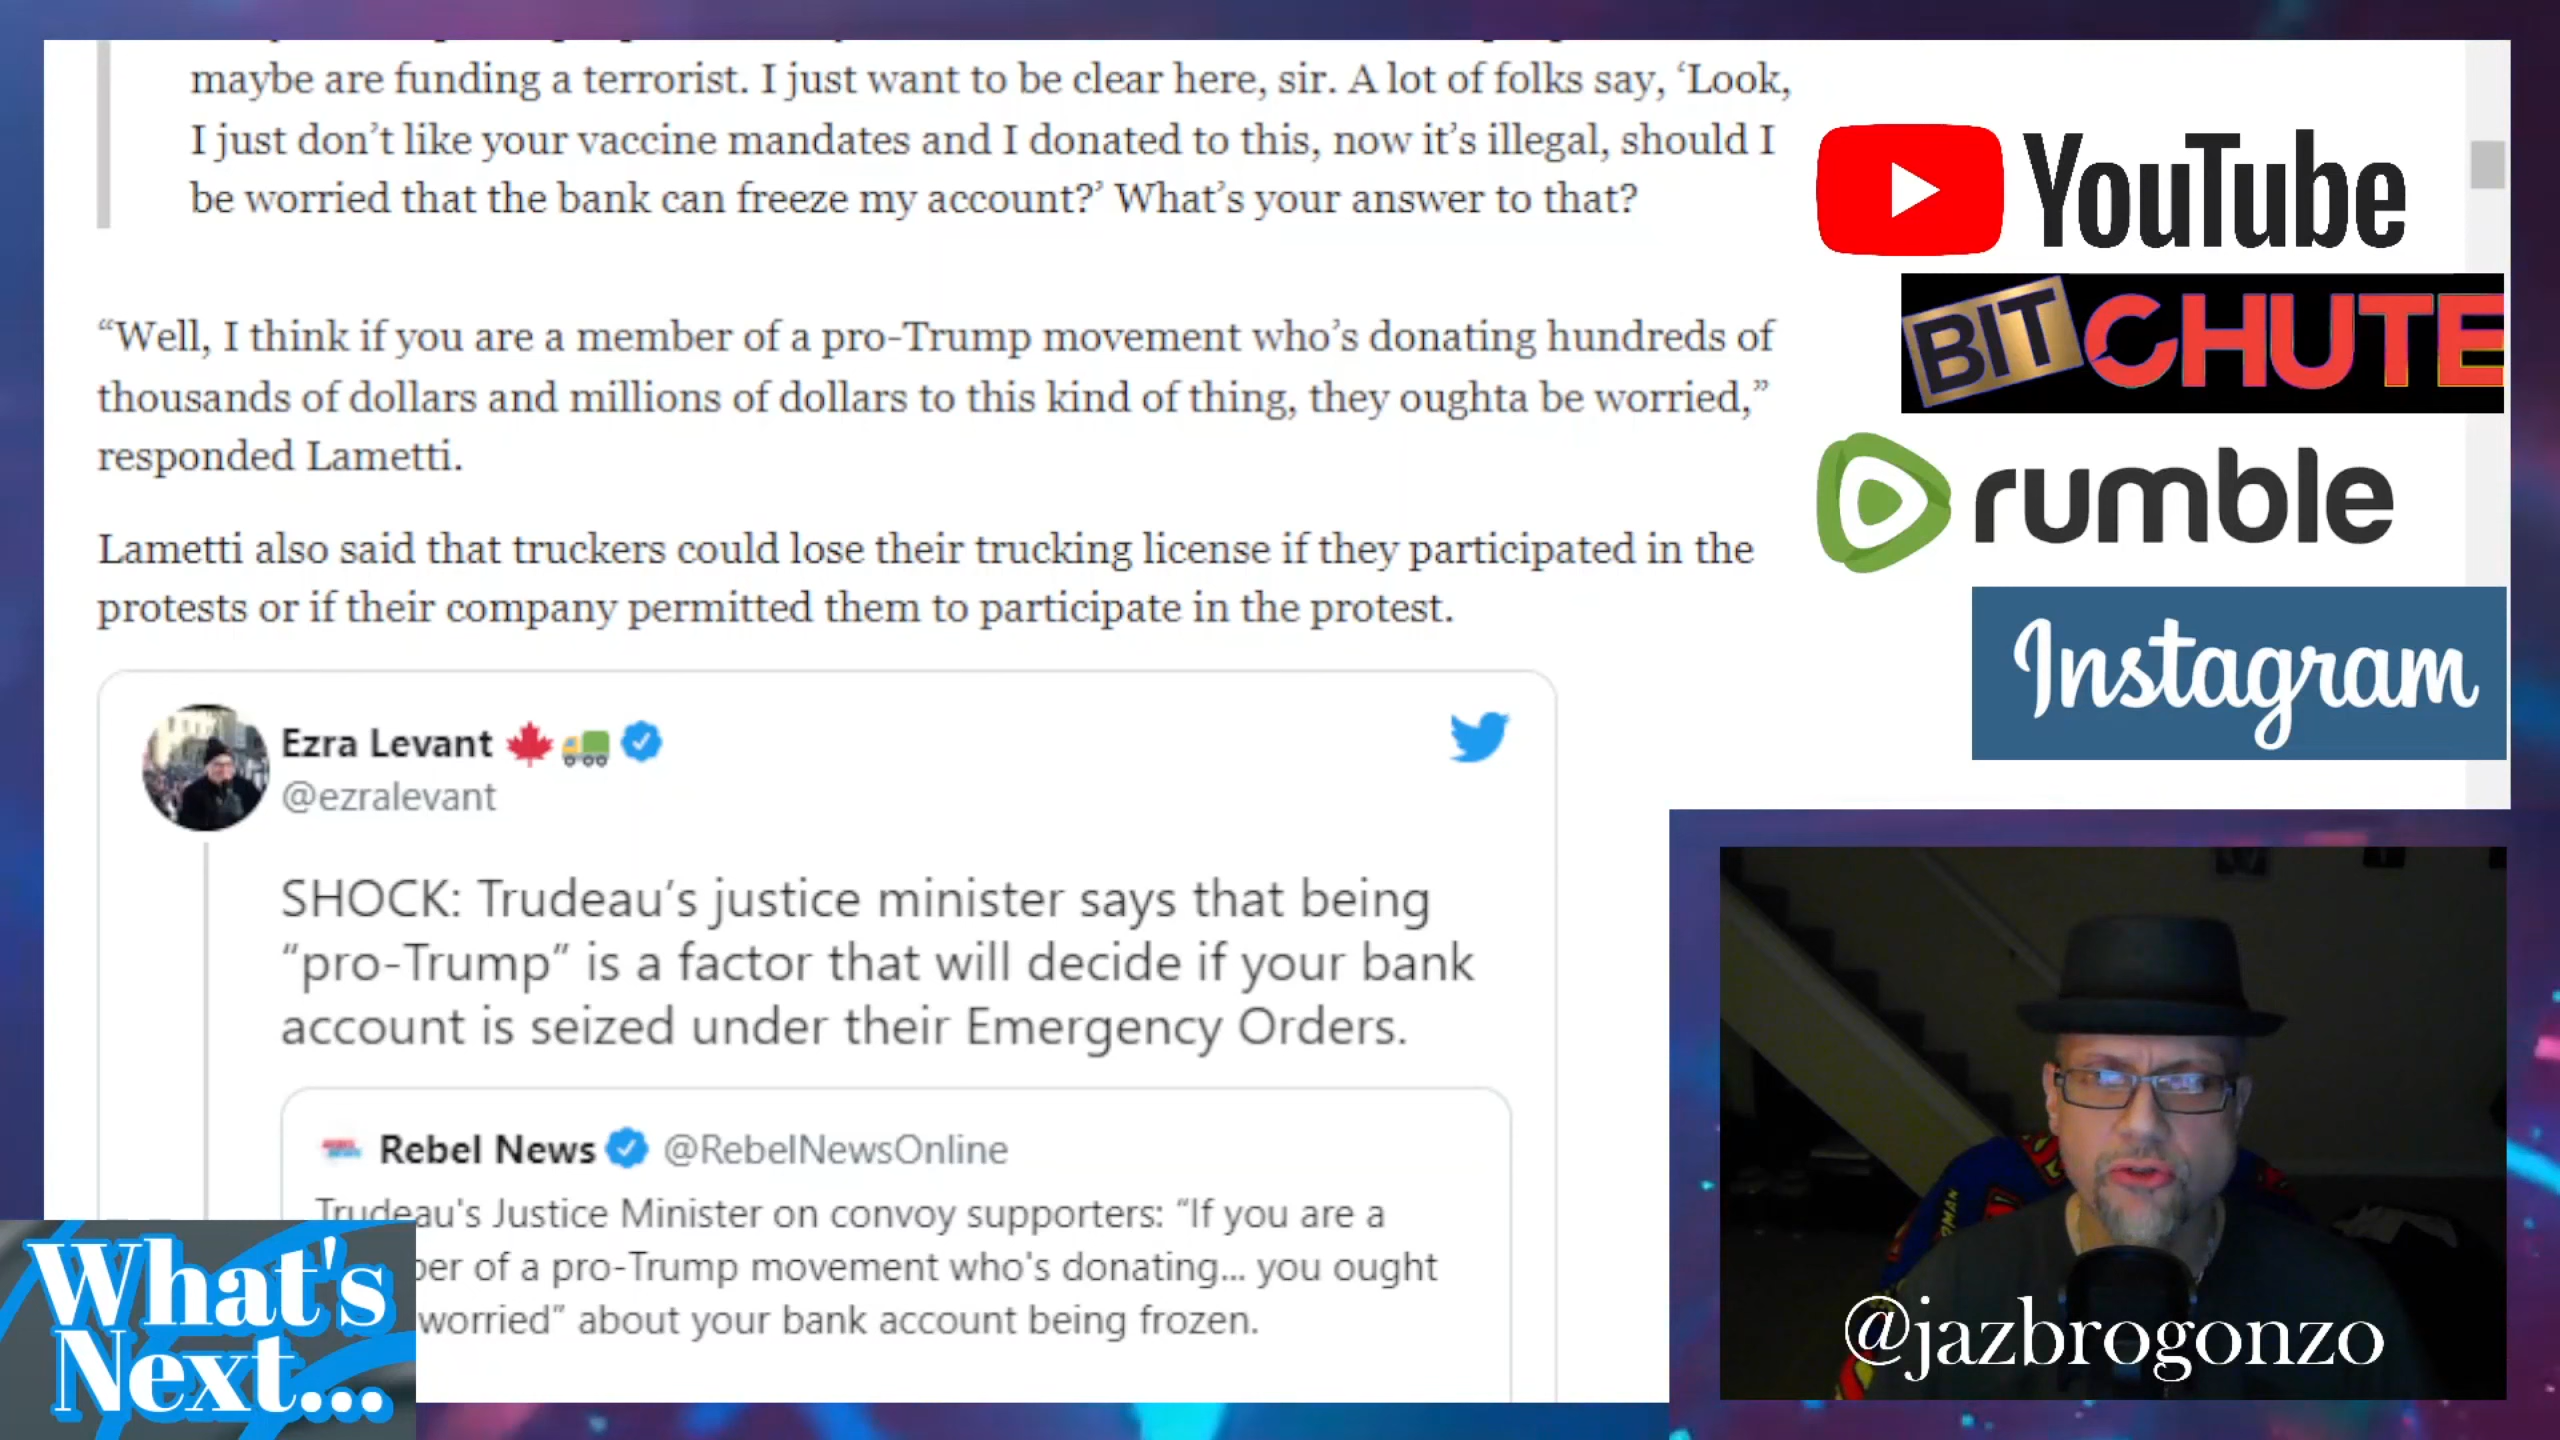 maybe are funding a terrorist. I just want to be clear here, sir. A lot of folks say, ‘Look,
I just don’t like your vaccine mandates and I donated to this, now it’s illegal, should I
be worried that the bank can freeze my account?’ What’s your answer to that?
“Well, I think if you are a member of a pro-Trump movement who’s donating hundreds of
thousands of dollars and millions of dollars to this kind of thing, they oughta be worried,”
responded Lametti.
Lametti also said that truckers could lose their trucking license if they participated in the
protests or if their company permitted them to participate in the protest.
Ezra Levant
@ezralevant
SHOCK: Trudeau’s justice minister says that being
“pro-Trump” is a factor that will decide if your bank
account is seized under their Emergency Orders.
Rebel News @RebelNewsOnline
Trudeau's Justice Minister on convoy supporters: “If you are a
ber of a pro-Trump movement who's donating... you ought
worried” about your bank account being frozen.
YouTube
BITCHUTE
rumble
Instagram
What's
Next...
@jazbrogonzo